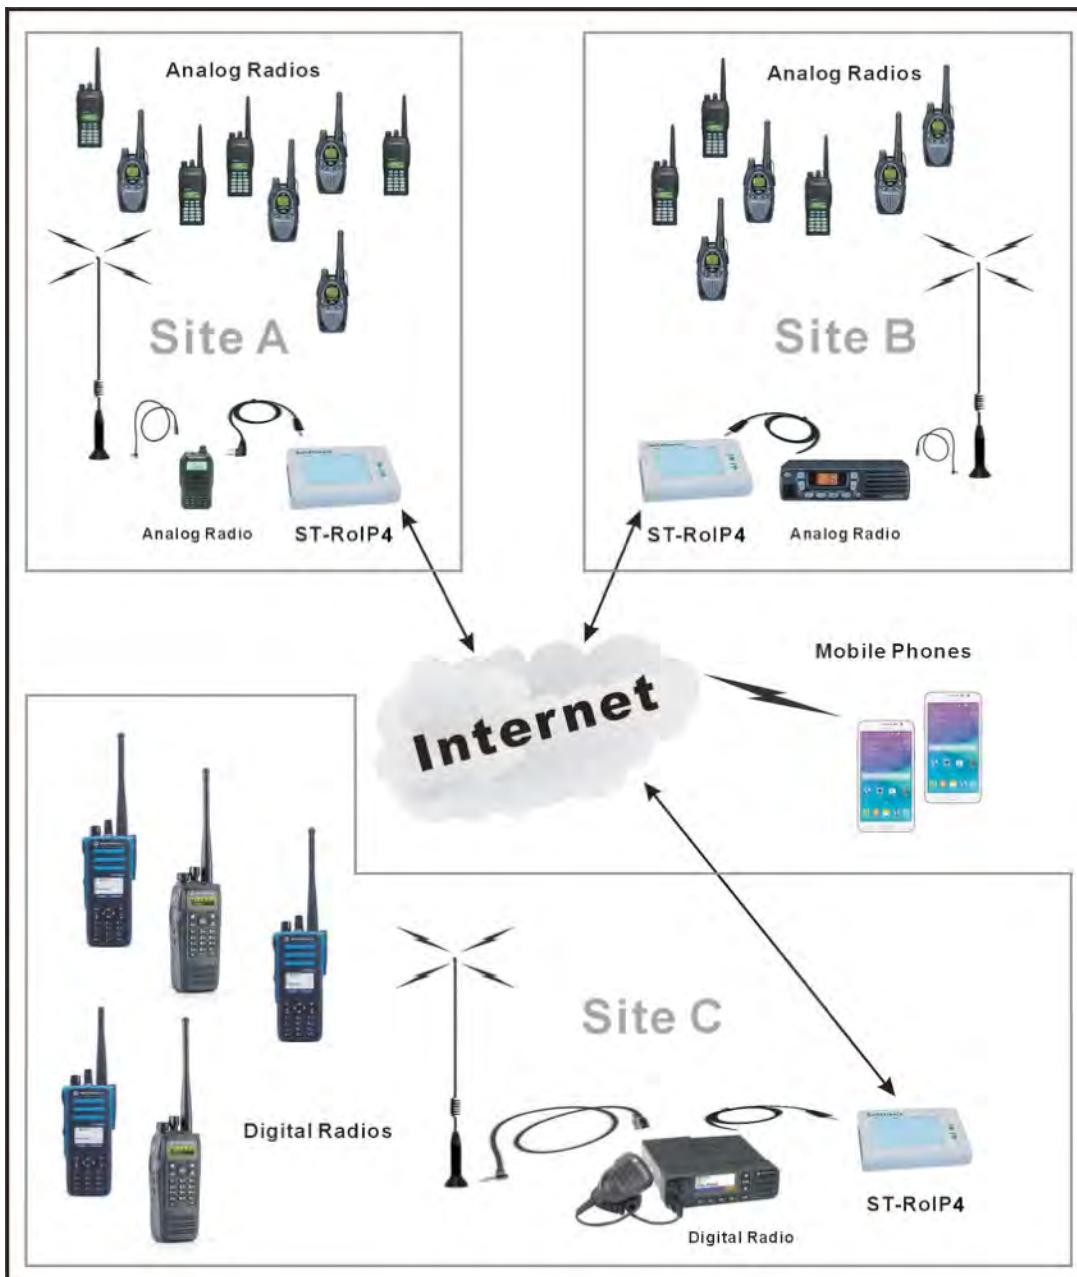 Analog Radios
Site A
Analog Radio
ST-RoIP4
Analog Radios
Site B
ST-RoIP4
Analog Radio
Internet
Mobile Phones
Site C
Digital Radios
Digital Radio
ST-RoIP4